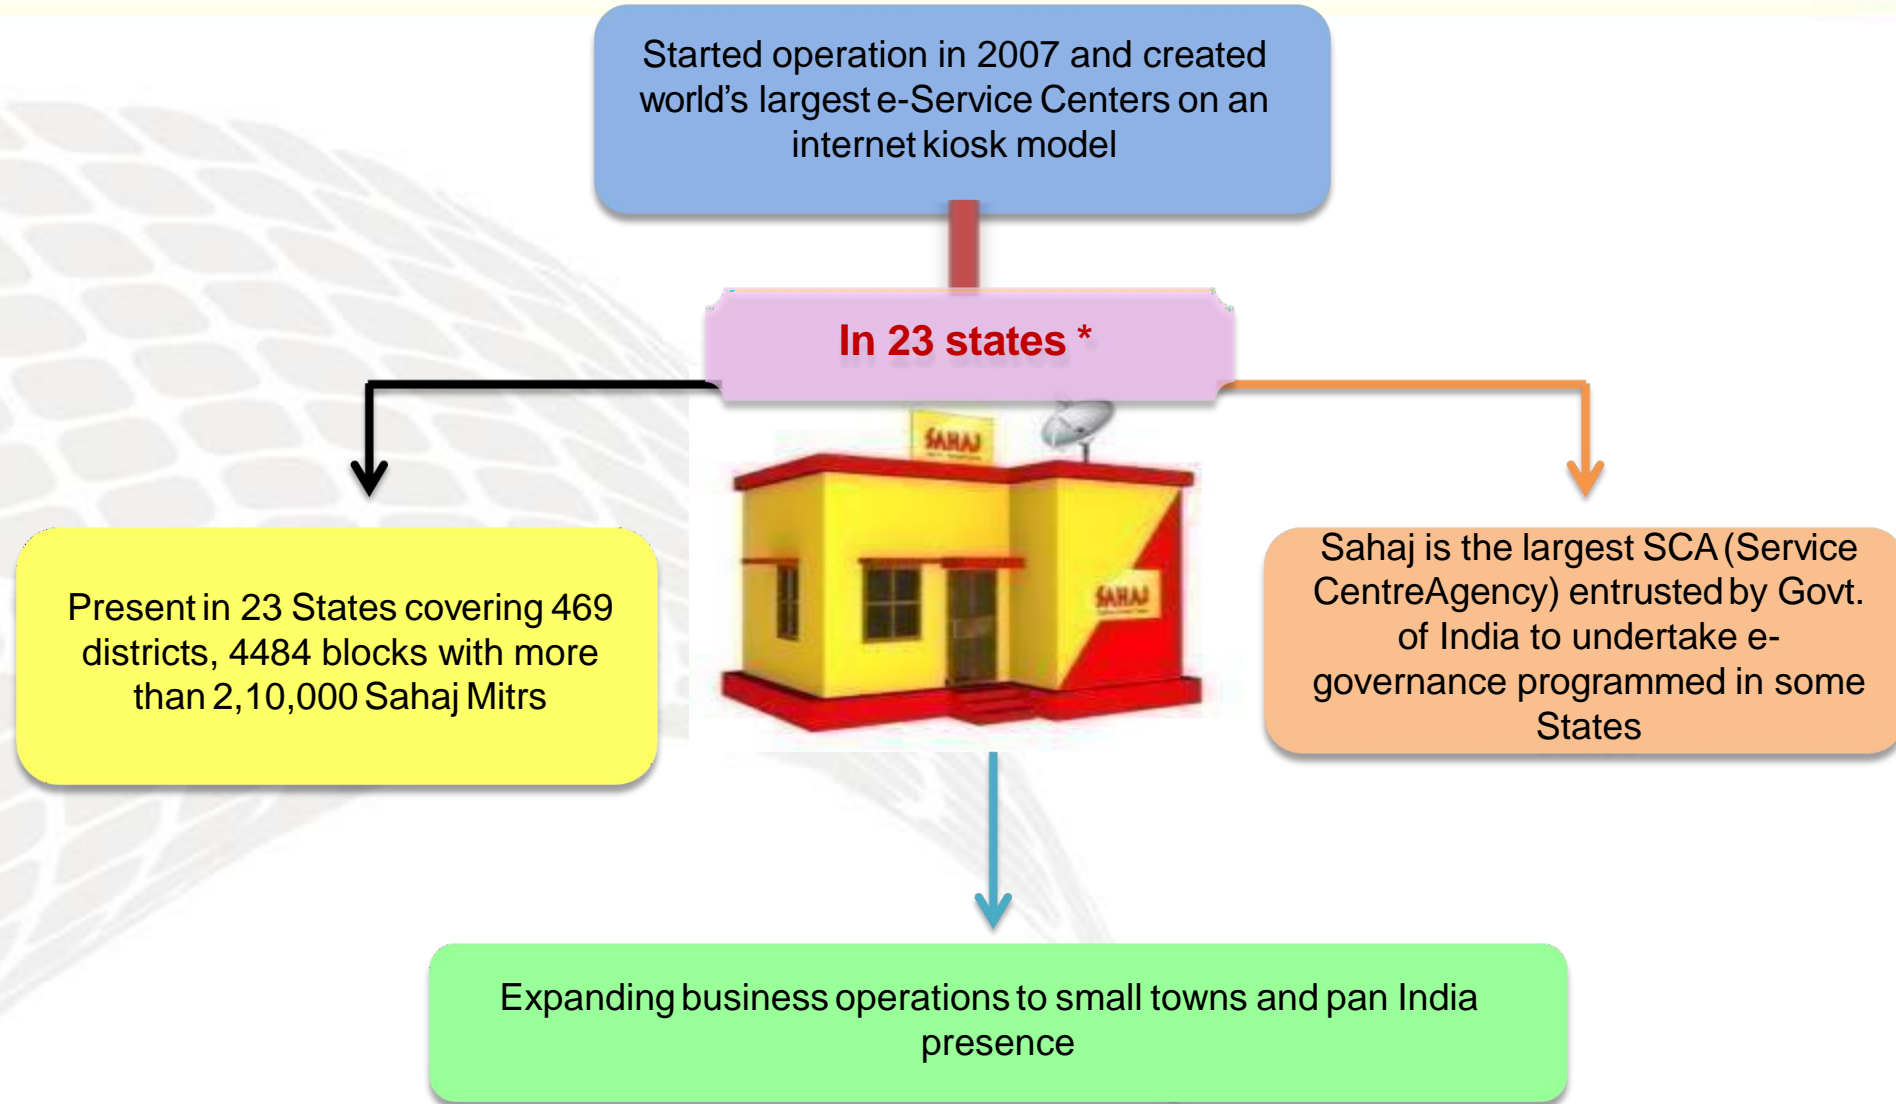 Started operation in 2007 and created
world's largest e-Service Centers on an
internet kiosk model
In 23 states *
SAHAJ
SAHAJ
Present in 23 States covering 469
districts, 4484 blocks with more
than 2,10,000 Sahaj Mitrs
Sahaj is the largest SCA (Service
CentreAgency) entrusted by Govt.
of India to undertake e-
governance programmed in some
States
Expanding business operations to small towns and pan India
presence